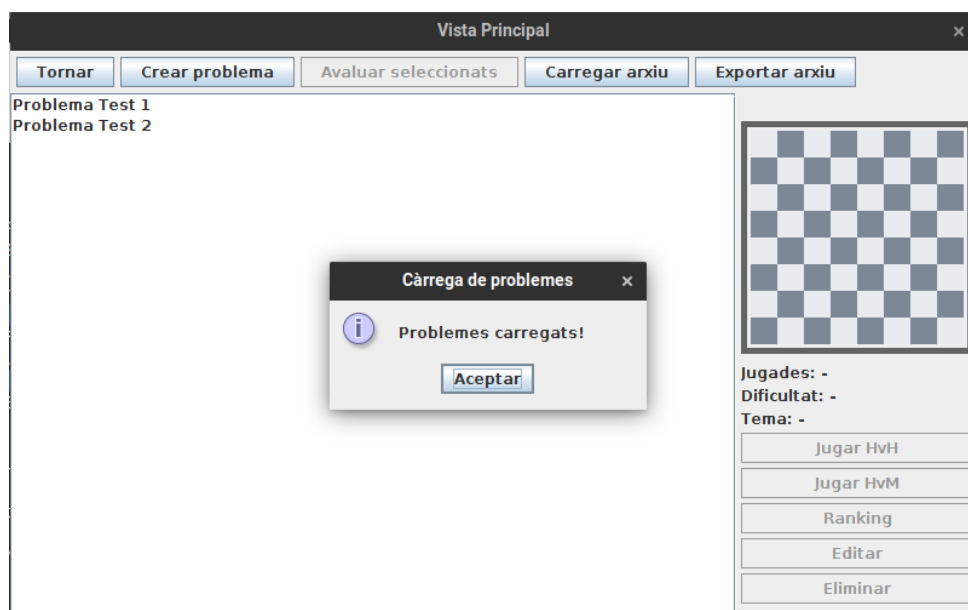 Vista Principal
×
Tornar
Crear problema
Avaluar seleccionats
Carregar arxiu
Exportar arxiu
Problema Test 1
Problema Test 2
Càrrega de problemes
×
i
Problemes carregats!
Aceptar
Jugades: -
Dificultat: -
Tema: -
Jugar HvH
Jugar HvM
Ranking
Editar
Eliminar